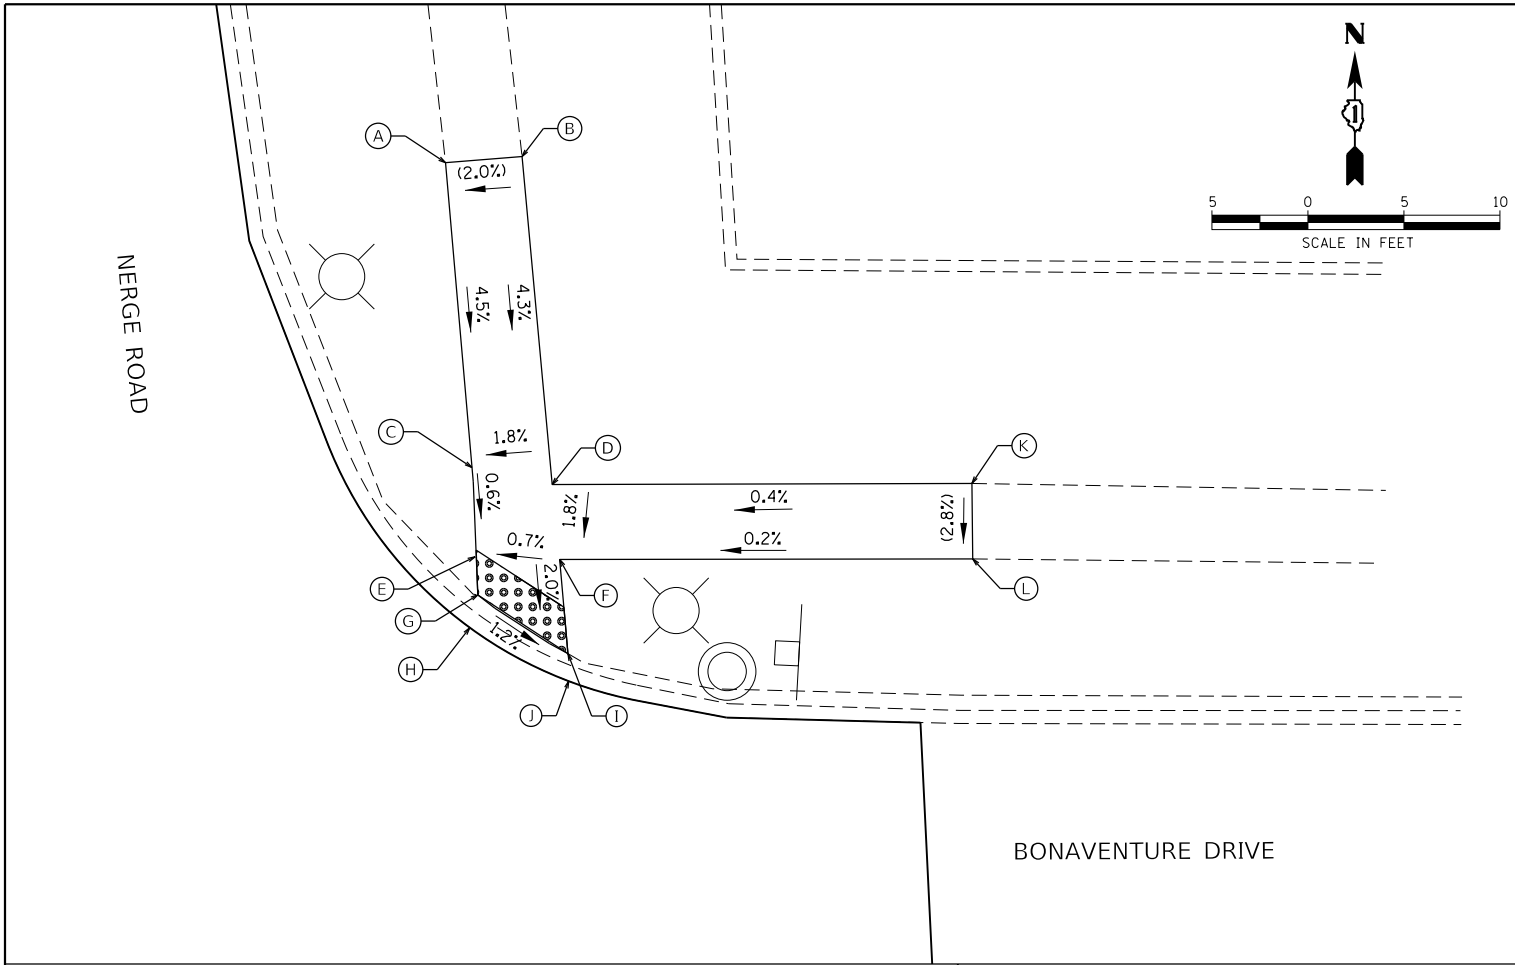 N
1
5 0 5 10
SCALE IN FEET
A
B
(2.0%)
4.5%
4.3%
NERGE ROAD
C
1.8%
D
K
0.6%
1.8%
0.4%
(2.8%)
0.7%
0.2%
E
2.0%
F
L
G
1.2%
H
J
I
BONAVENTURE DRIVE